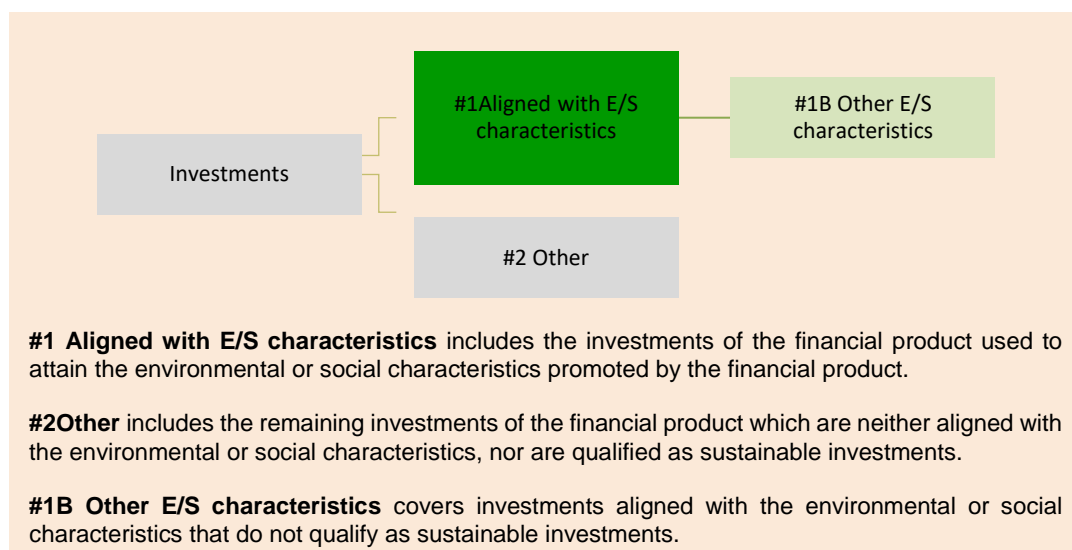 #1Aligned with E/S
characteristics
#1B Other E/S
characteristics
Investments
#2 Other
#1 Aligned with E/S characteristics includes the investments of the financial product used to
attain the environmental or social characteristics promoted by the financial product.
#2Other includes the remaining investments of the financial product which are neither aligned with
the environmental or social characteristics, nor are qualified as sustainable investments.
#1B Other E/S characteristics covers investments aligned with the environmental or social
characteristics that do not qualify as sustainable investments.